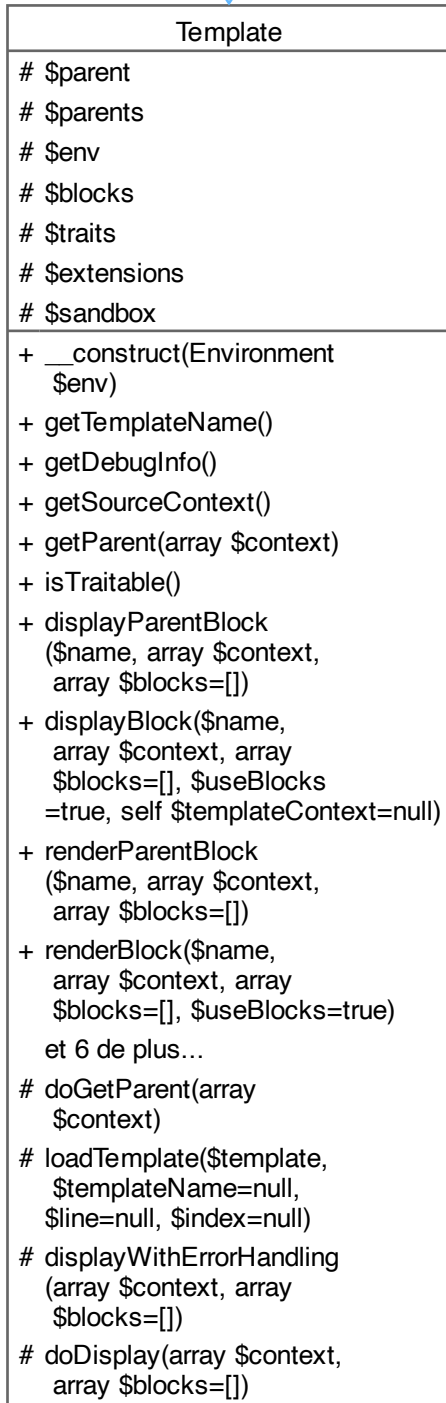 Template
# $parent
# $parents
# $env
# $blocks
# $traits
# $extensions
# $sandbox
+ __construct(Environment
$env)
+ getTemplateName()
+ getDebugInfo()
+ getSourceContext()
+ getParent(array $context)
+ isTraitable()
+ displayParentBlock
($name, array $context,
array $blocks=[])
+ displayBlock($name,
array $context, array
$blocks=[], $useBlocks
=true, self $templateContext=null)
+ renderParentBlock
($name, array $context,
array $blocks=[])
+ renderBlock($name,
array $context, array
$blocks=[], $useBlocks=true)
et 6 de plus...
# doGetParent(array
$context)
# loadTemplate($template,
$templateName=null,
$line=null, $index=null)
# displayWithErrorHandling
(array $context, array
$blocks=[])
# doDisplay(array $context,
array $blocks=[])